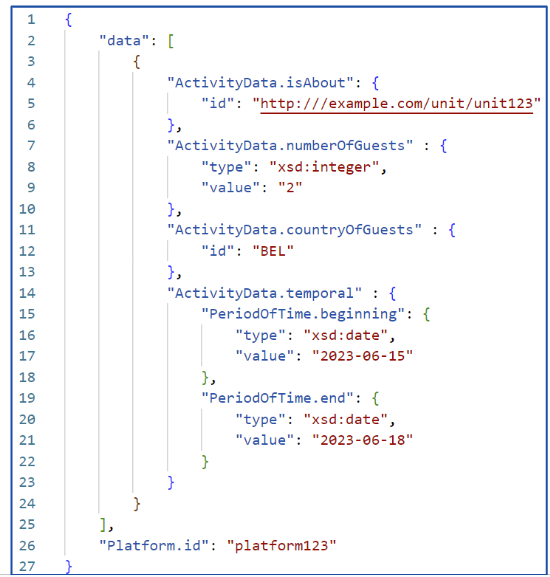 1 {
2     "data": [
3         {
4             "ActivityData.isAbout": {
5                 "id": "http:///example.com/unit/unit123"
6             },
7             "ActivityData.numberOfGuests" : {
8                 "type": "xsd:integer",
9                 "value": "2"
10             },
11             "ActivityData.countryOfGuests" : {
12                 "id": "BEL"
13             },
14             "ActivityData.temporal" : {
15                 "PeriodOfTime.beginning": {
16                     "type": "xsd:date",
17                     "value": "2023-06-15"
18                 },
19                 "PeriodOfTime.end": {
20                     "type": "xsd:date",
21                     "value": "2023-06-18"
22                 }
23             }
24         }
25     ],
26     "Platform.id": "platform123"
27 }